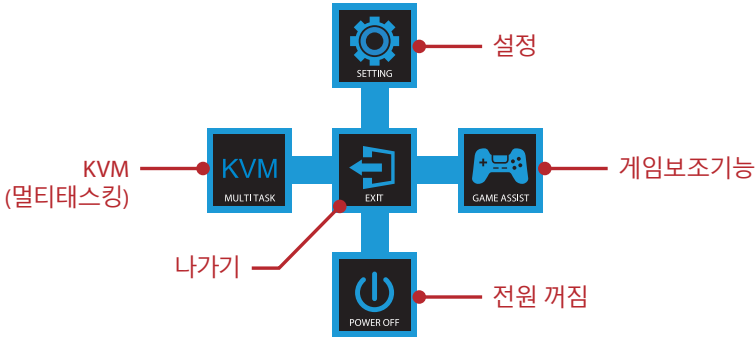 SETTING
설정
KVM
(멀티태스킹)
KVM
MULTI TASK
EXIT
GAME ASSIST
게임보조기능
나가기
POWER OFF
전원 꺼짐